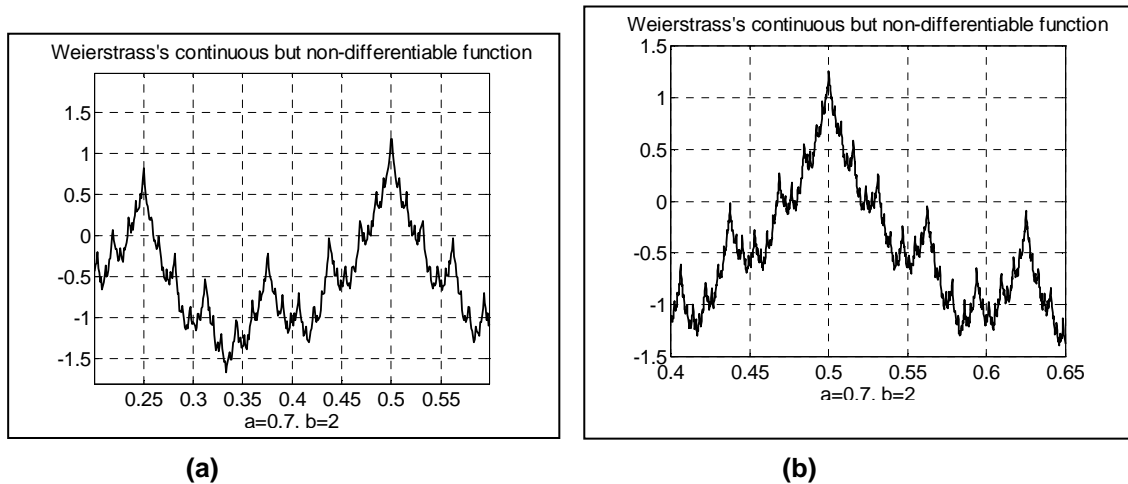 Weierstrass's continuous but non-differentiable function
1.5
1
0.5
0
-0.5
-1
-1.5
0.25 0.3 0.35 0.4 0.45 0.5 0.55
a=0.7, b=2
(a)
Weierstrass's continuous but non-differentiable function
1.5
1
0.5
0
-0.5
-1
-1.5
0.4 0.45 0.5 0.55 0.6 0.65
a=0.7, b=2
(b)